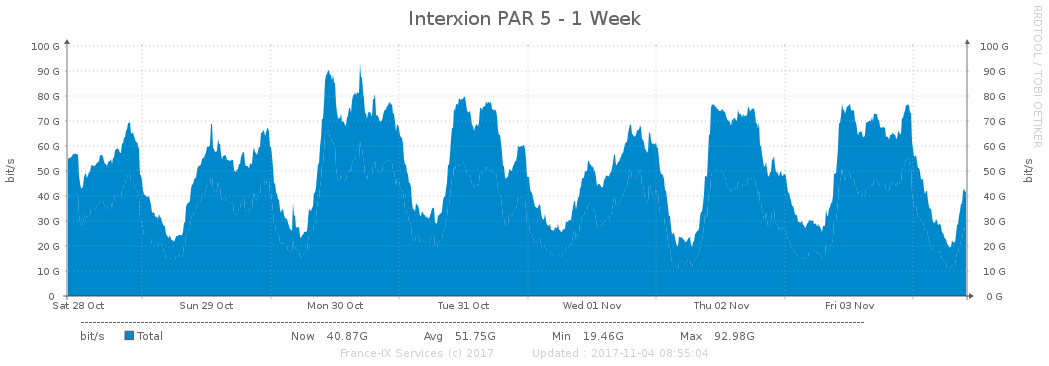 Interxion PAR 5 - 1 Week
RRDTOOL / TOBI OETIKER
100 G 100 G
90 G 90 G
80 G 80 G
70 G 70 G
60 G 60 G
50 G 50 G
40 G 40 G
30 G 30 G
20 G 20 G
10 G 10 G
0 0 G
bit/s bit/s
Sat 28 Oct Sun 29 Oct Mon 30 Oct Tue 31 Oct Wed 01 Nov Thu 02 Nov Fri 03 Nov
bit/s Total Now 40.87G Avg 51.75G Min 19.46G Max 92.98G
France-IX Services (c) 2017 Updated : 2017-11-04 08:55:04